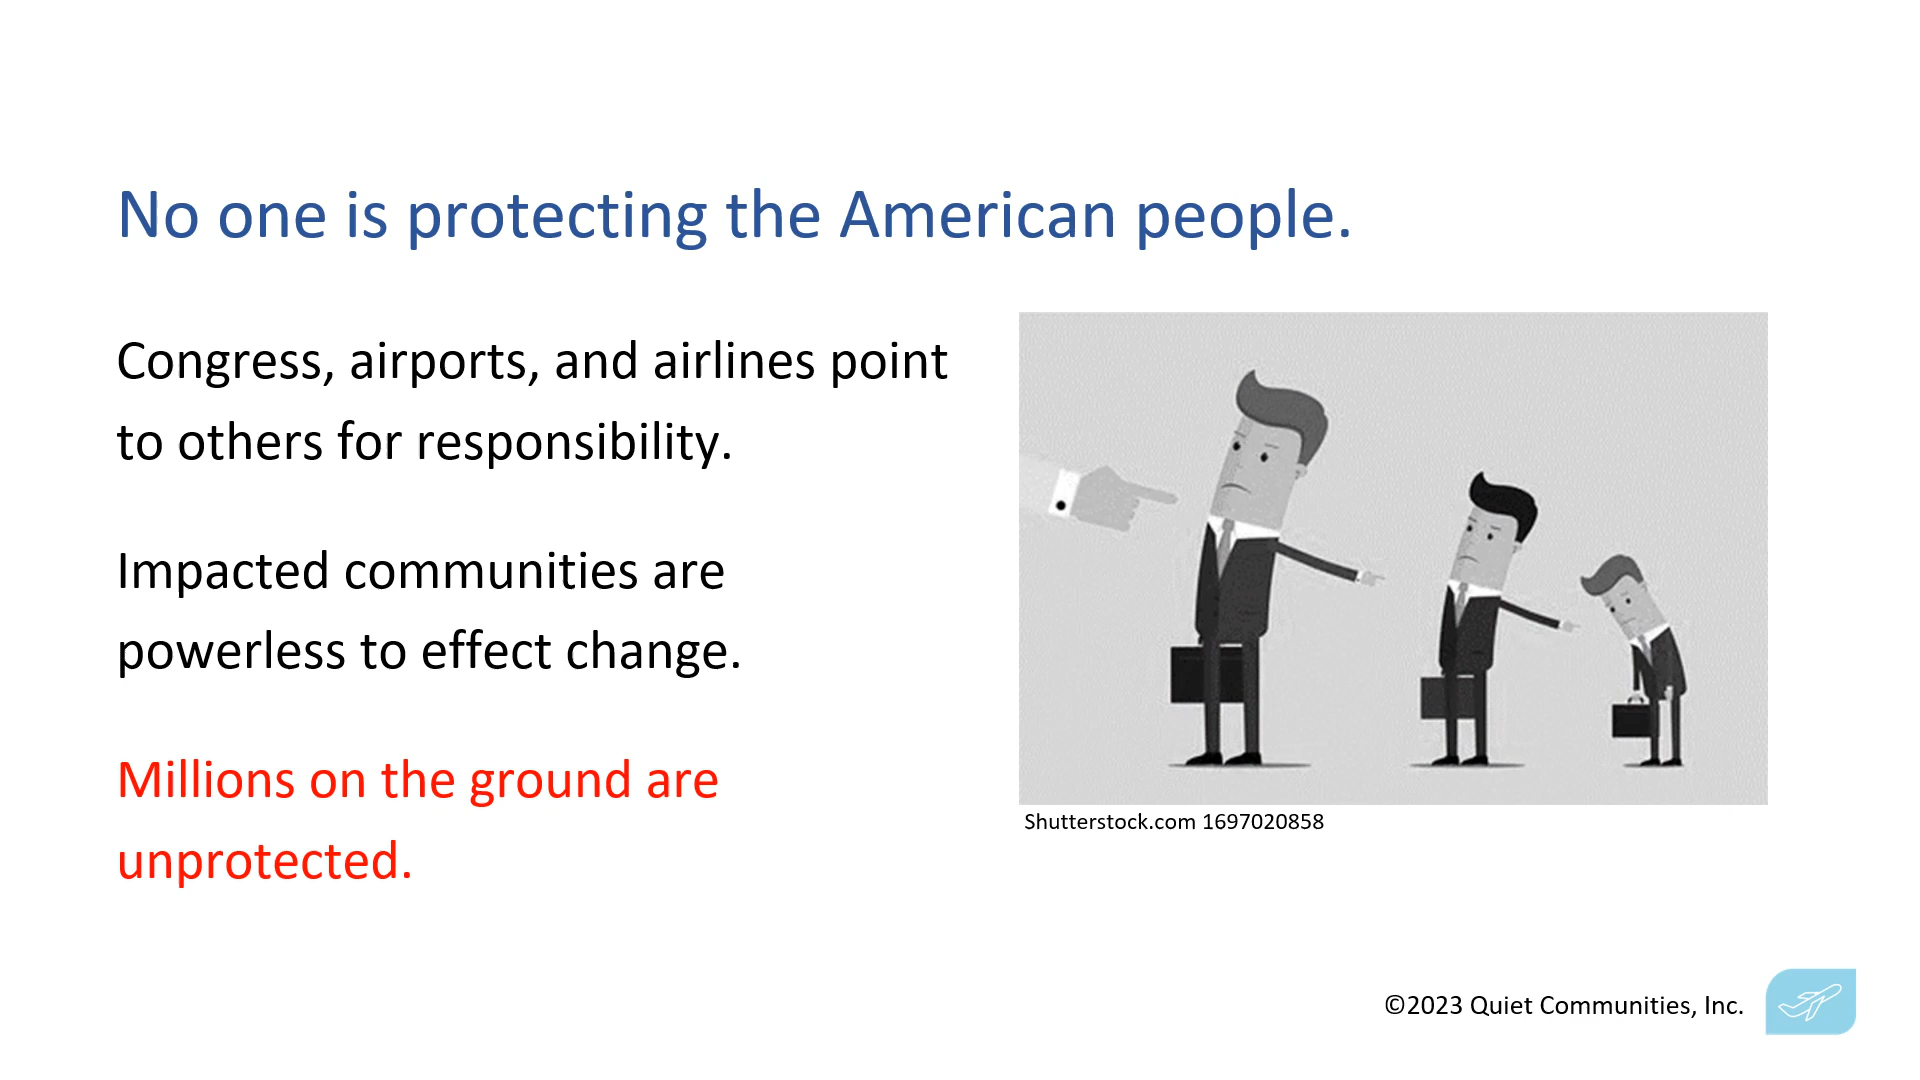 No one is protecting the American people.
Congress, airports, and airlines point
to others for responsibility.
Impacted communities are
powerless to effect change.
Millions on the ground are
unprotected.
Shutterstock.com 1697020858
©2023 Quiet Communities, Inc.